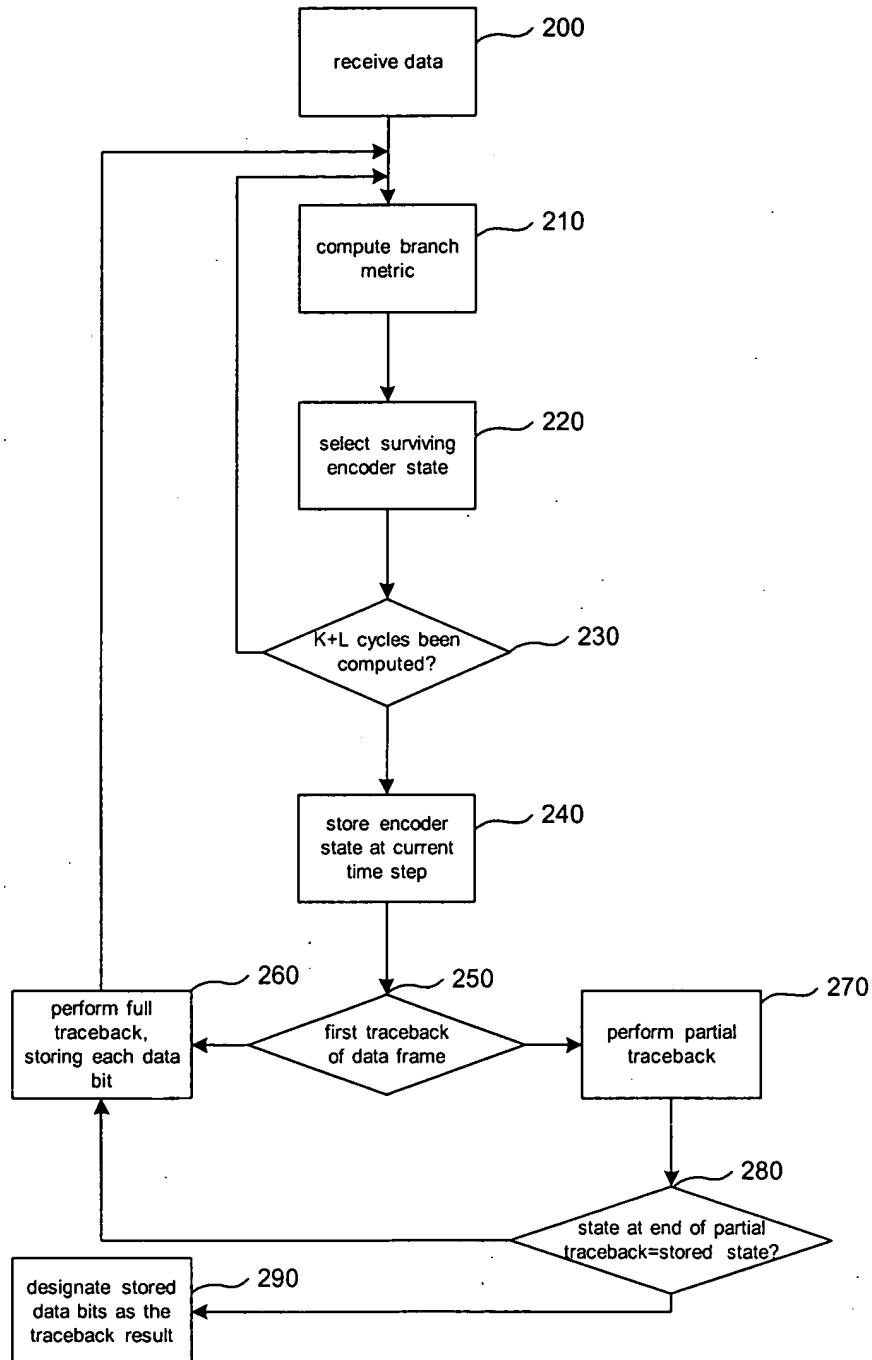 200
receive data
210
compute branch
metric
220
select surviving
encoder state
230
K+L cycles been
computed?
240
store encoder
state at current
time step
260
perform full
traceback,
storing each data
bit
250
first traceback
of data frame
270
perform partial
traceback
280
state at end of partial
traceback=stored state?
290
designate stored
data bits as the
traceback result